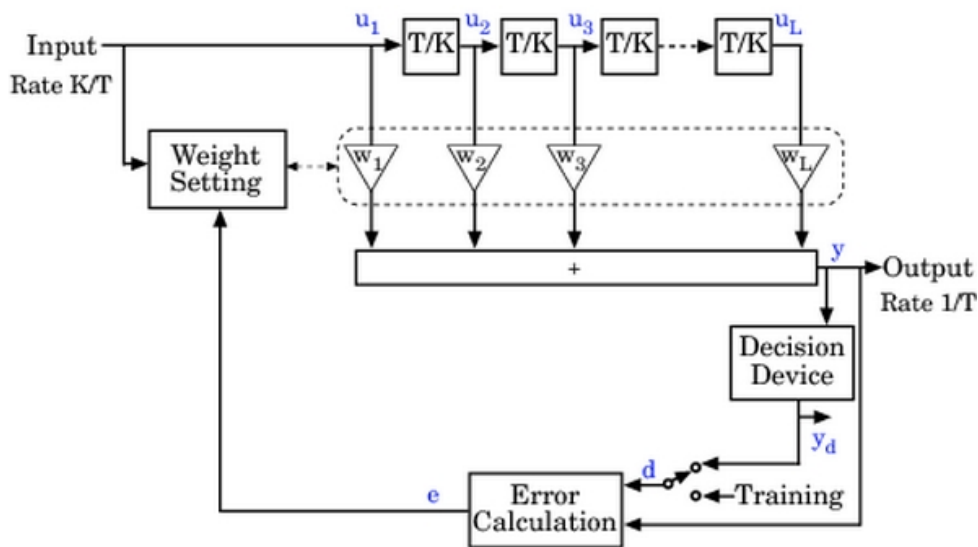 u1 u2 u3 uL
Input T/K T/K T/K T/K
Rate K/T
Weight
Setting
w1 w2 w3 wL
+
y
Output
Rate 1/T
Decision
Device
yd
d
Training
e
Error
Calculation